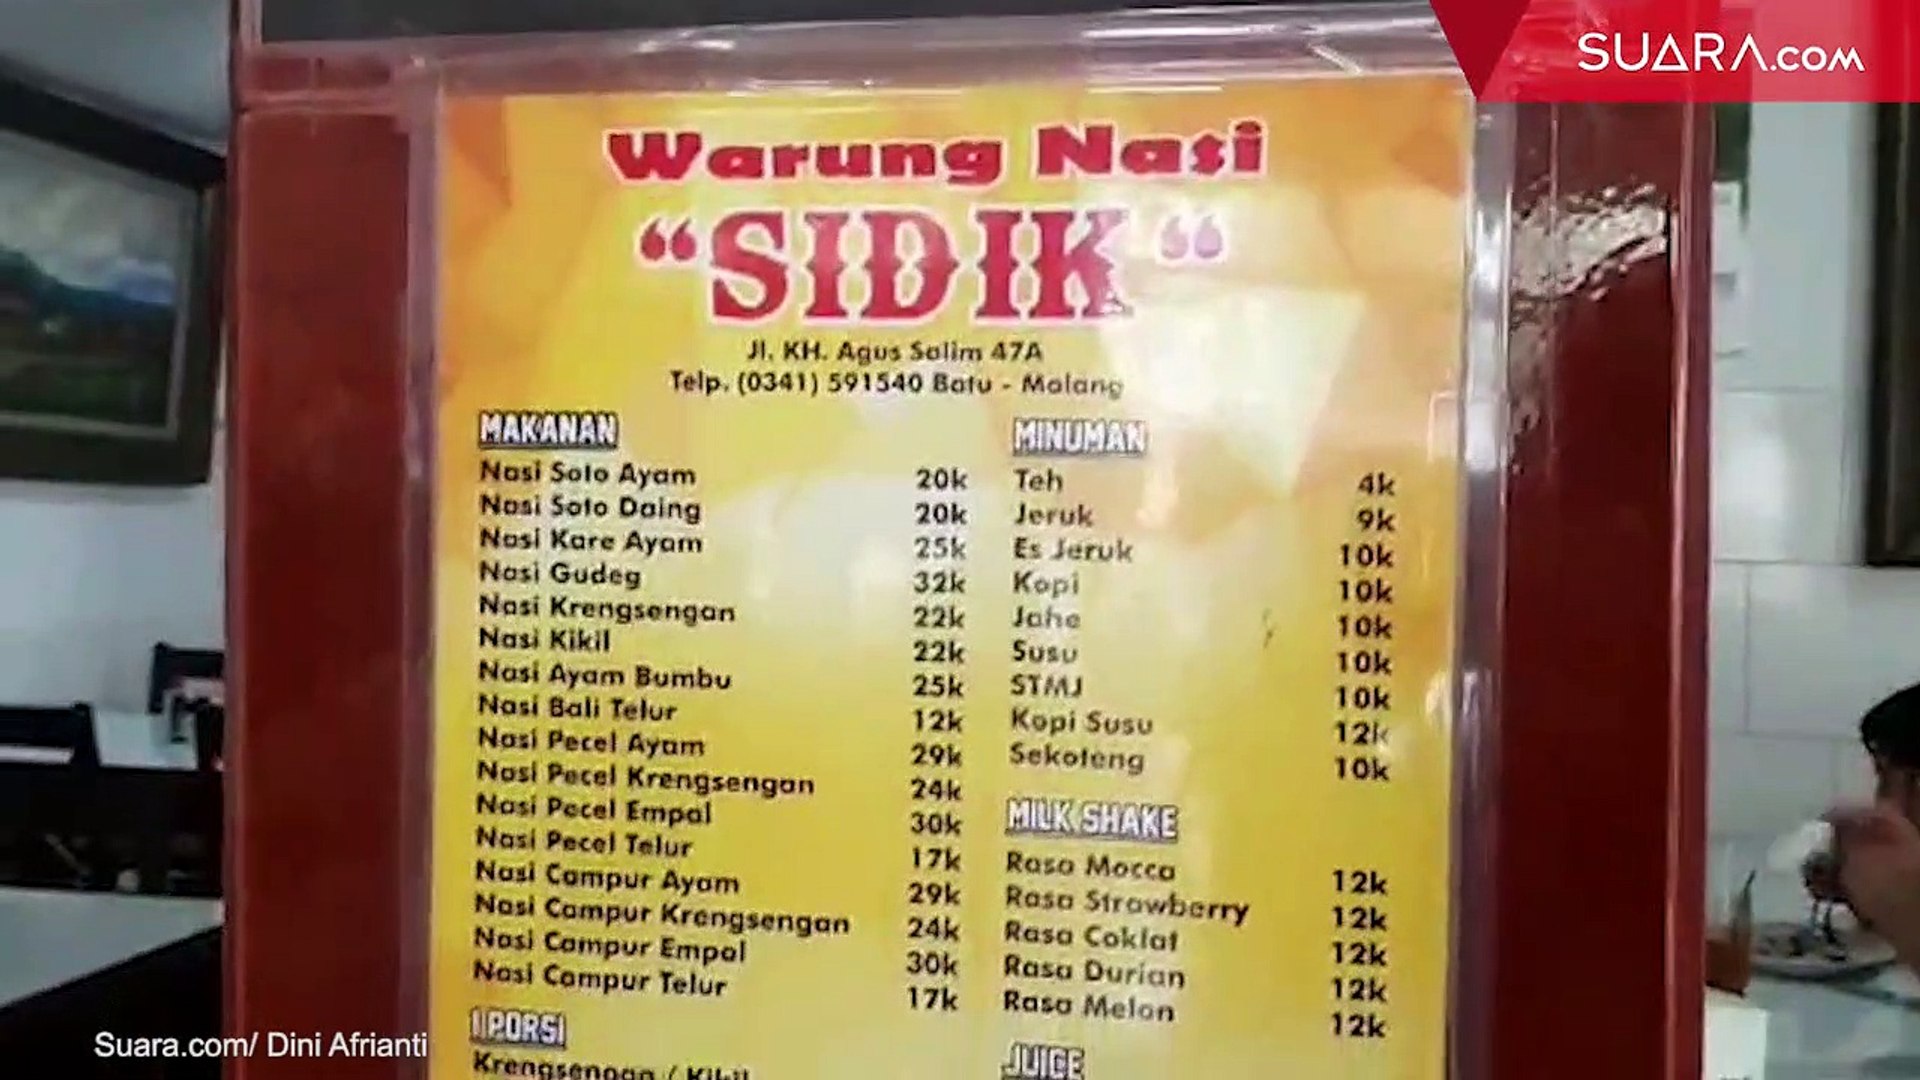 SUARA.com
Warung Nasi
"SIDIK"
Jl. KH. Agus Salim 47A
Telp. (0341) 591540 Batu - Malang
MAKANAN
Nasi Soto Ayam 20k
Nasi Soto Daing 20k
Nasi Kare Ayam 25k
Nasi Gudeg 32k
Nasi Krengsengan 22k
Nasi Kikil 22k
Nasi Ayam Bumbu 25k
Nasi Bali Telur 12k
Nasi Pecel Ayam 29k
Nasi Pecel Krengsengan 24k
Nasi Pecel Empal 30k
Nasi Pecel Telur 17k
Nasi Campur Ayam 29k
Nasi Campur Krengsengan 24k
Nasi Campur Empal 30k
Nasi Campur Telur 17k
1 PORSI
Krengsengan / Kikil
MINUMAN
Teh 4k
Jeruk 9k
Es Jeruk 10k
Kopi 10k
Jahe 10k
Susu 10k
STMJ 10k
Kopi Susu 12k
Sekoteng 10k
MILK SHAKE
Rasa Mocca 12k
Rasa Strawberry 12k
Rasa Coklat 12k
Rasa Durian 12k
Rasa Melon 12k
JUICE
Suara.com/ Dini Afrianti